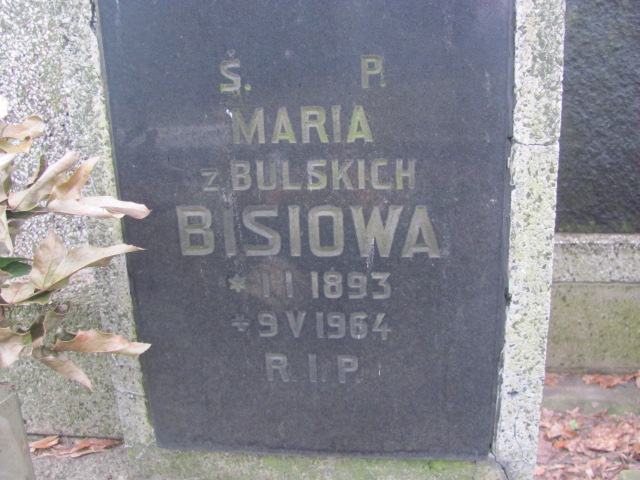 Ś. P.
MARIA
z BULSKICH
BISIOWA
* 1 I 1893
÷ 9 V 1964
R. I. P.